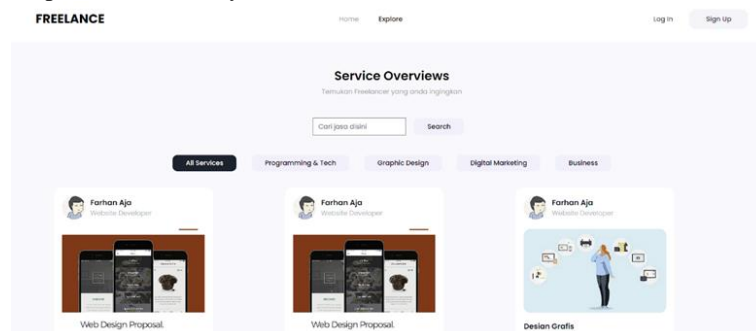 FREELANCE Home Explore Log In Sign Up
Service Overviews
Temukan Freelancer yang anda ingingkan
Cari jasa disini Search
All Services Programming & Tech Graphic Design Digital Marketing Business
Farhan Aja Farhan Aja Farhan Aja
Website Developer Website Developer Website Developer
Web Design Proposal. Web Design Proposal. Desian Grafis